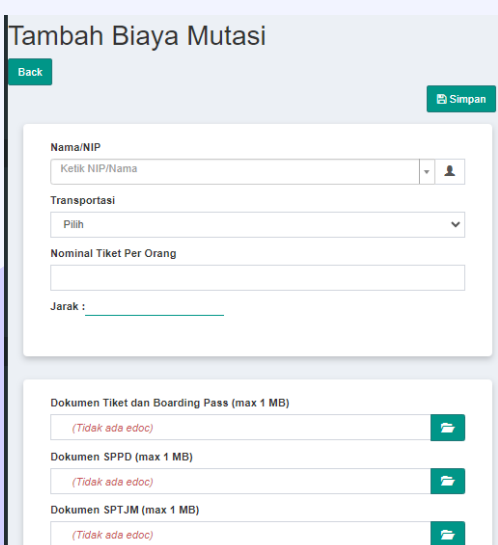 Tambah Biaya Mutasi
Back
Simpan
Nama/NIP
Ketik NIP/Nama
Transportasi
Pilih
Nominal Tiket Per Orang
Jarak :
Dokumen Tiket dan Boarding Pass (max 1 MB)
(Tidak ada edoc)
Dokumen SPPD (max 1 MB)
(Tidak ada edoc)
Dokumen SPTJM (max 1 MB)
(Tidak ada edoc)